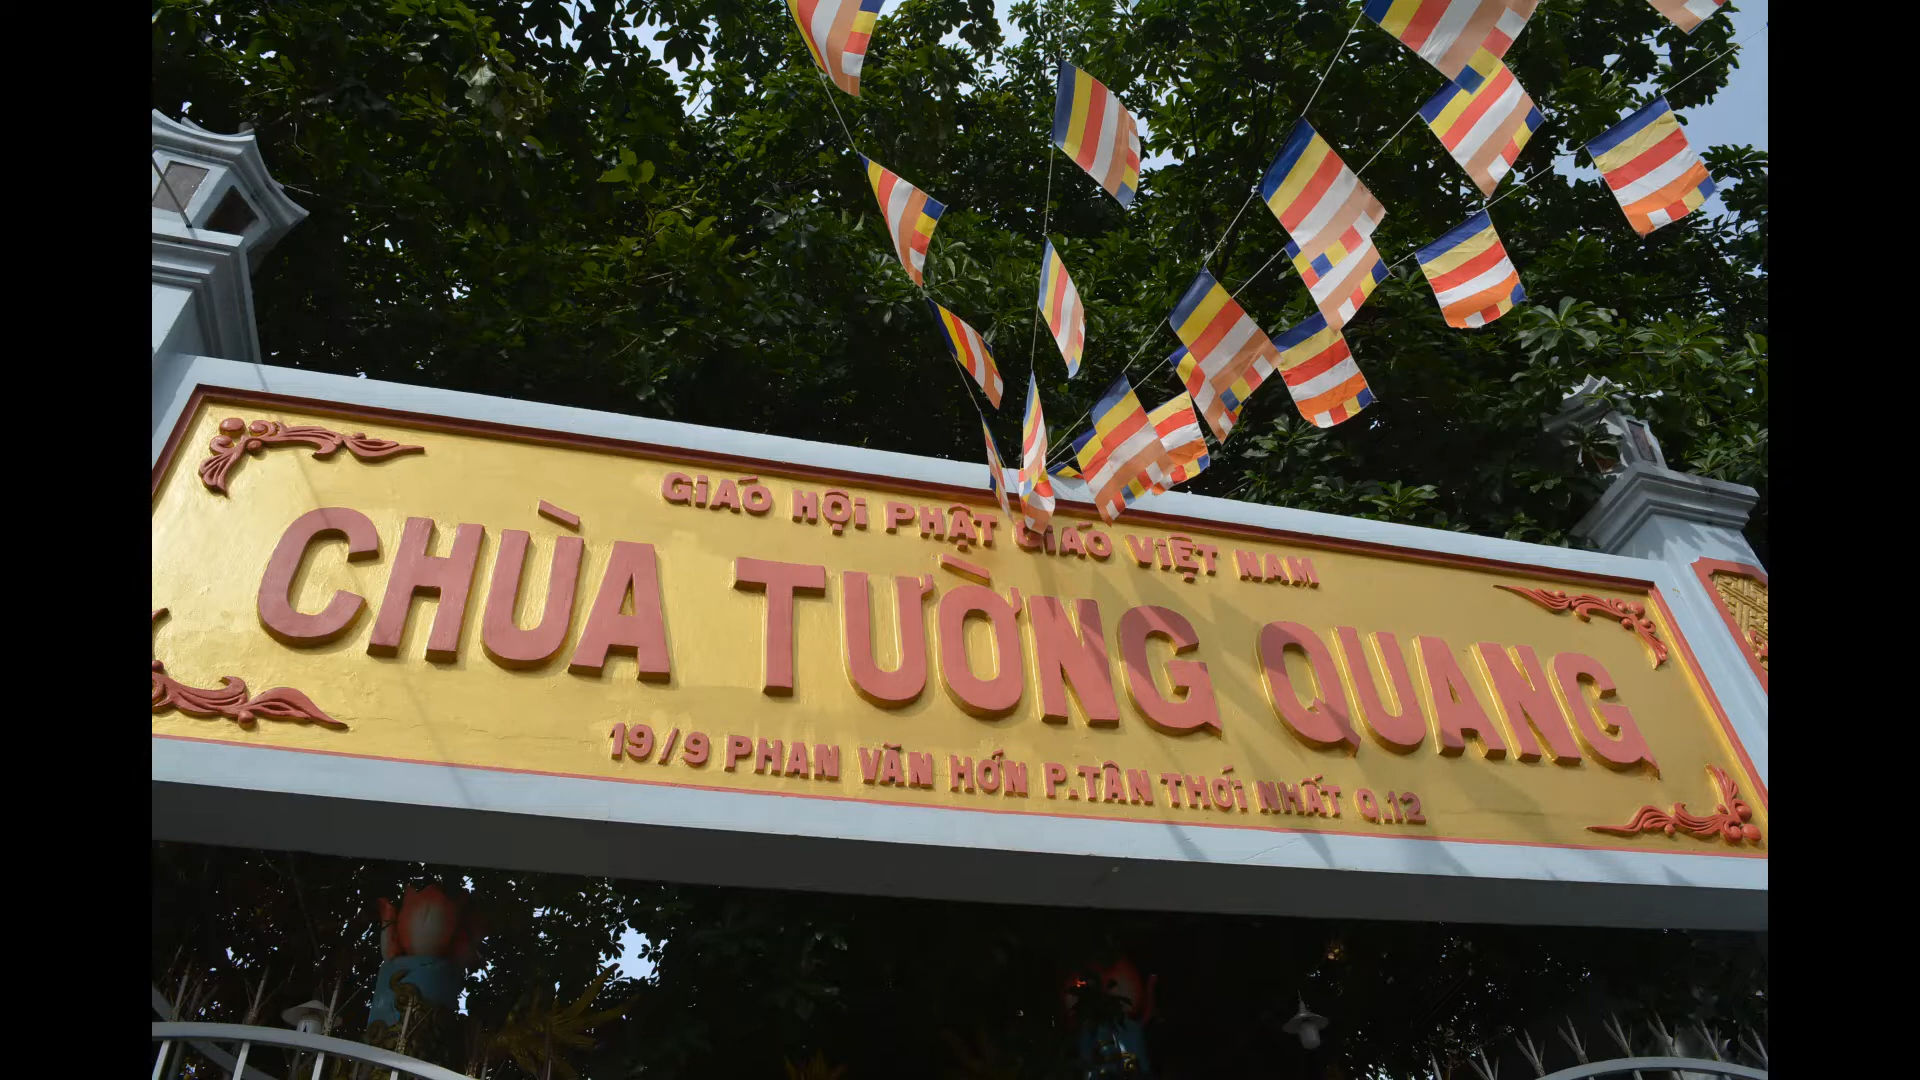 GIÁO HỘI PHẬT GIÁO VIỆT NAM
CHÙA TƯỜNG QUANG
19/9 PHAN VĂN HỚN P.TÂN THỚI NHẤT Q.12